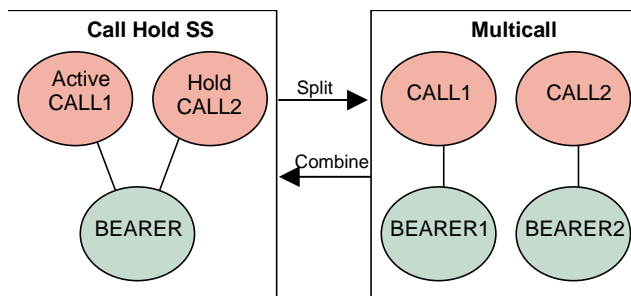 Call Hold SS
Active
CALL1
Hold
CALL2
BEARER
Split
Combine
Multicall
CALL1
CALL2
BEARER1
BEARER2